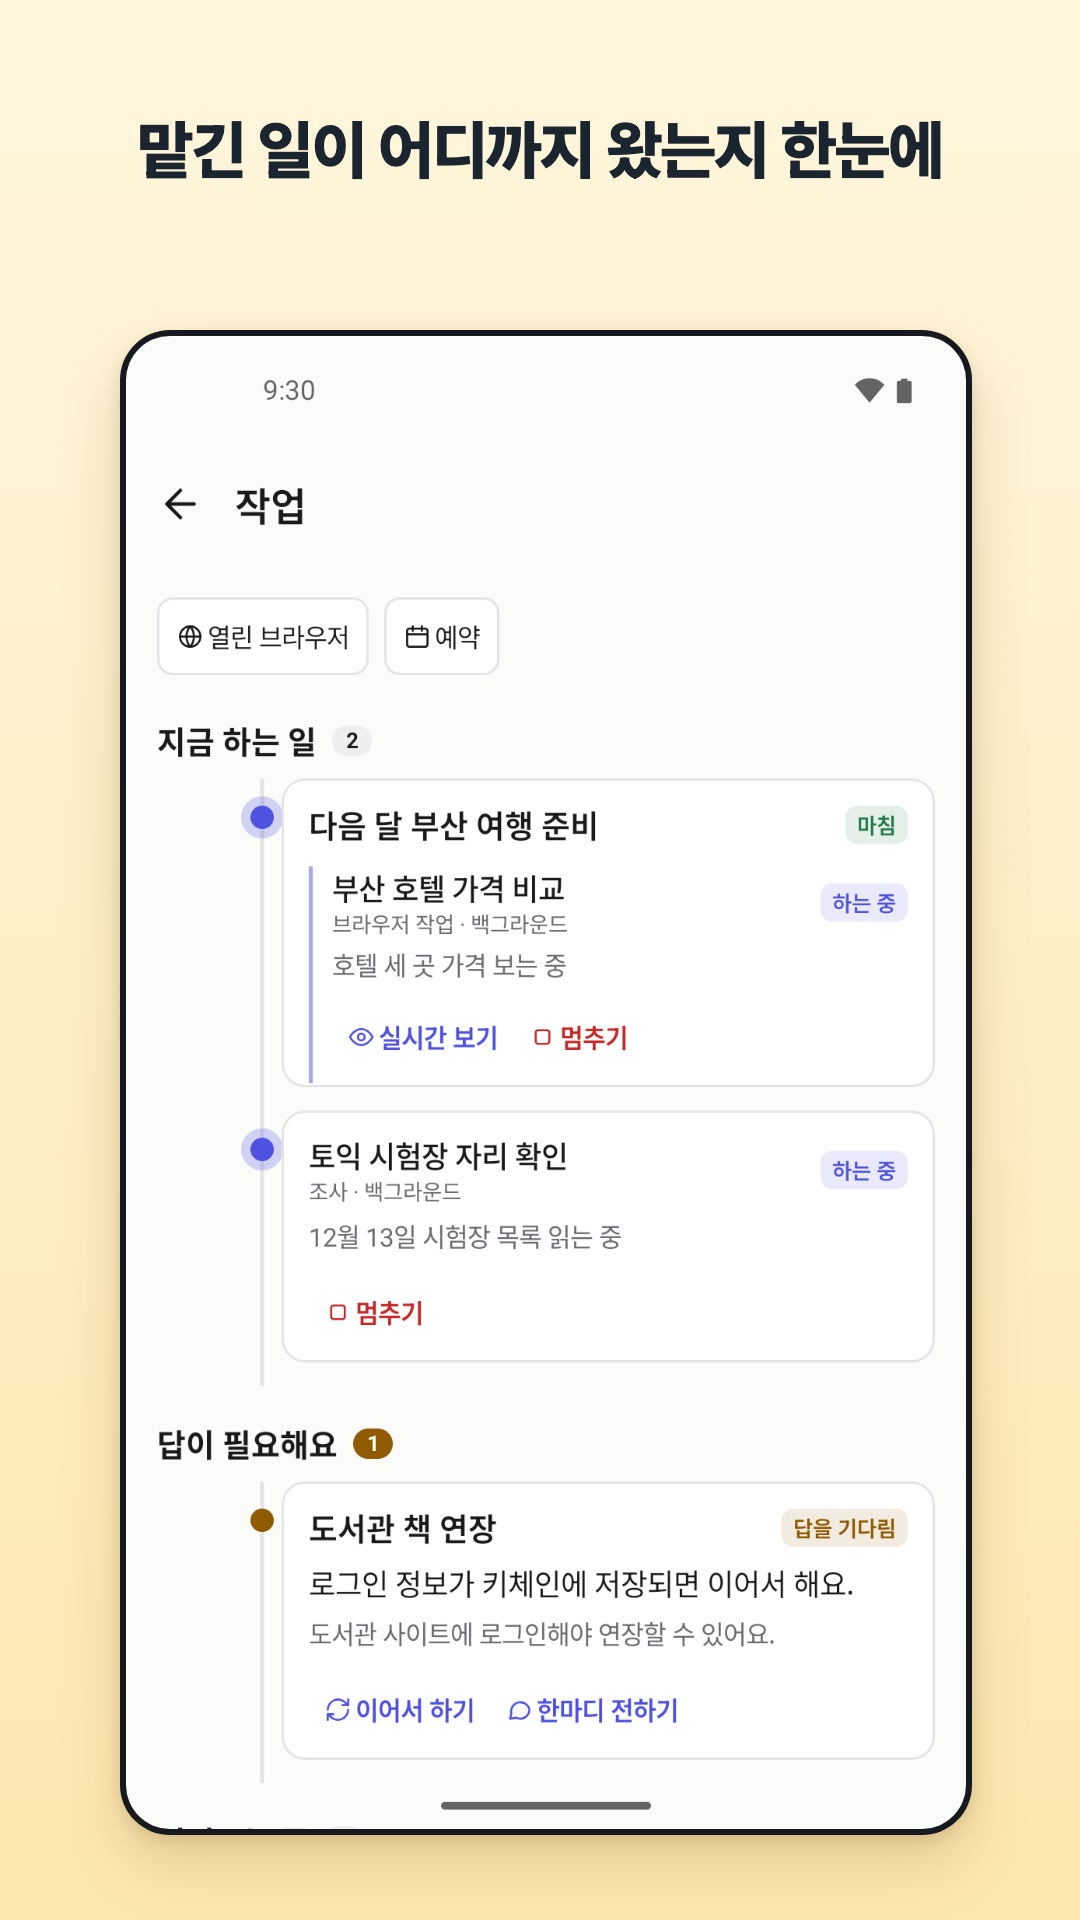 맡긴 일이 어디까지 왔는지 한눈에
9:30
작업
열린 브라우저
예약
지금 하는 일 2
다음 달 부산 여행 준비
마침
부산 호텔 가격 비교
하는 중
브라우저 작업 · 백그라운드
호텔 세 곳 가격 보는 중
실시간 보기
멈추기
토익 시험장 자리 확인
하는 중
조사 · 백그라운드
12월 13일 시험장 목록 읽는 중
멈추기
답이 필요해요 1
도서관 책 연장
답을 기다림
로그인 정보가 키체인에 저장되면 이어서 해요.
도서관 사이트에 로그인해야 연장할 수 있어요.
이어서 하기
한마디 전하기